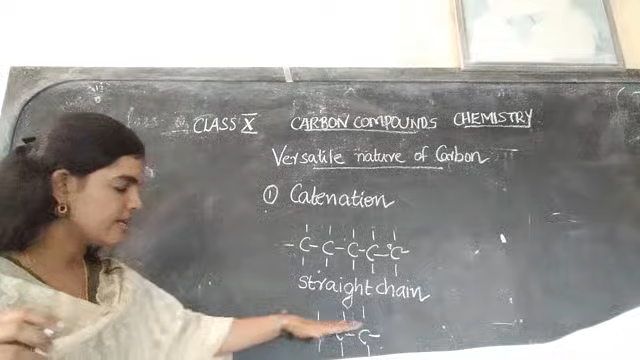 CLASS X CARBON COMPOUNDS CHEMISTRY
Versatile nature of Carbon
① Catenation
- C - C - C - C - C -
straight chain